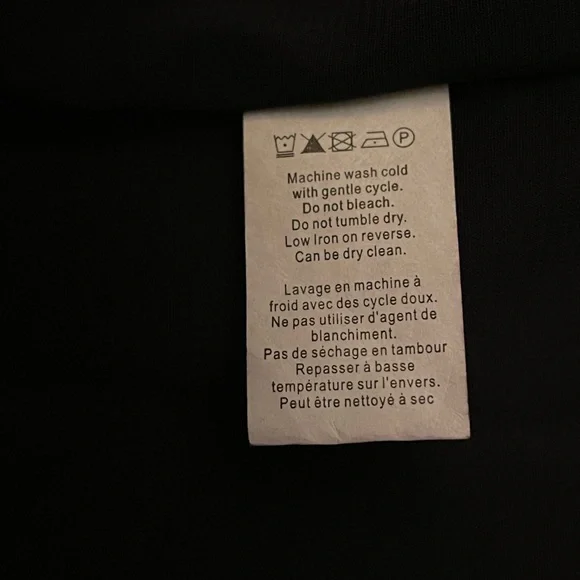 P
Machine wash cold
with gentle cycle.
Do not bleach.
Do not tumble dry.
Low Iron on reverse.
Can be dry clean.
Lavage en machine à
froid avec des cycle doux.
Ne pas utiliser d'agent de
blanchiment.
Pas de séchage en tambour
Repasser à basse
température sur l'envers.
Peut être nettoyé à sec